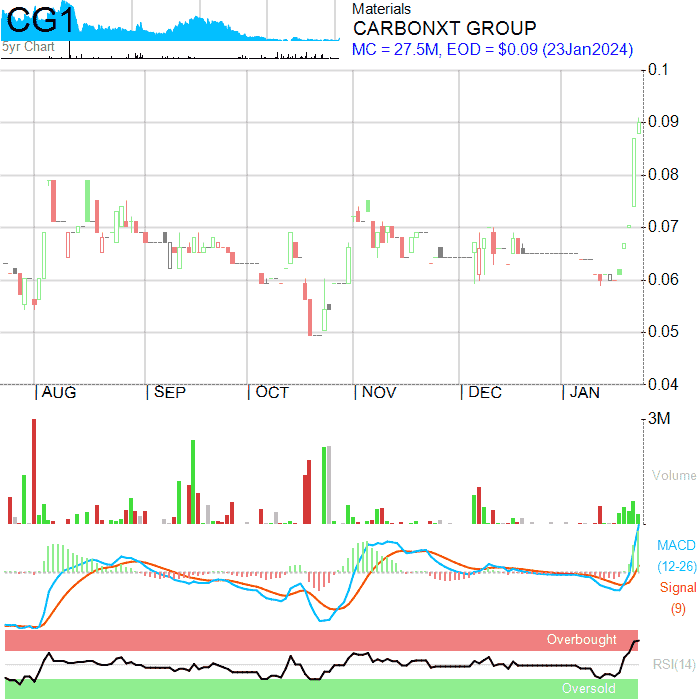 CG1
5yr Chart
Materials
CARBONXT GROUP
MC = 27.5M, EOD = $0.09 (23Jan2024)
0.1
0.09
0.08
0.07
0.06
0.05
0.04
AUG SEP OCT NOV DEC JAN
3M
Volume
MACD
(12-26)
Signal
(9)
Overbought
RSI(14)
Oversold